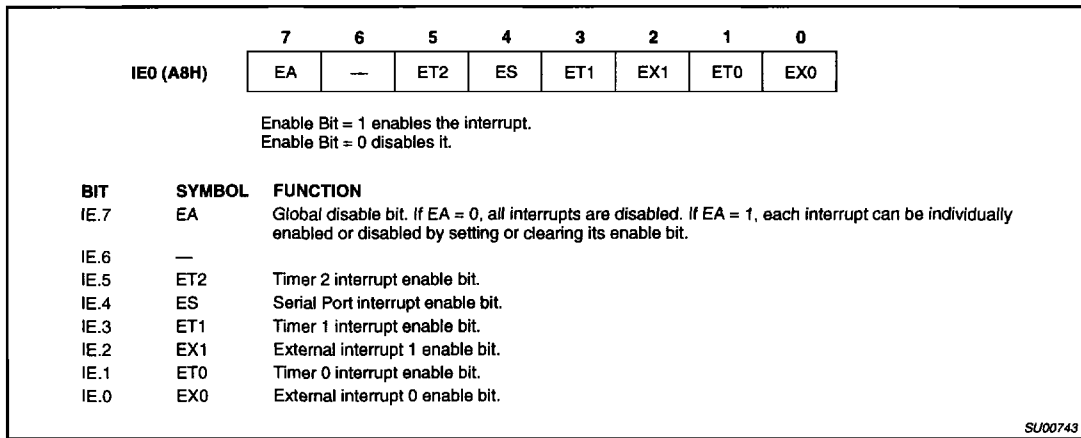 7 6 5 4 3 2 1 0
IE0 (A8H) EA — ET2 ES ET1 EX1 ET0 EX0
Enable Bit = 1 enables the interrupt.
Enable Bit = 0 disables it.
BIT SYMBOL FUNCTION
IE.7 EA Global disable bit. If EA = 0, all interrupts are disabled. If EA = 1, each interrupt can be individually
enabled or disabled by setting or clearing its enable bit.
IE.6 —
IE.5 ET2 Timer 2 interrupt enable bit.
IE.4 ES Serial Port interrupt enable bit.
IE.3 ET1 Timer 1 interrupt enable bit.
IE.2 EX1 External interrupt 1 enable bit.
IE.1 ET0 Timer 0 interrupt enable bit.
IE.0 EX0 External interrupt 0 enable bit.
SU00743